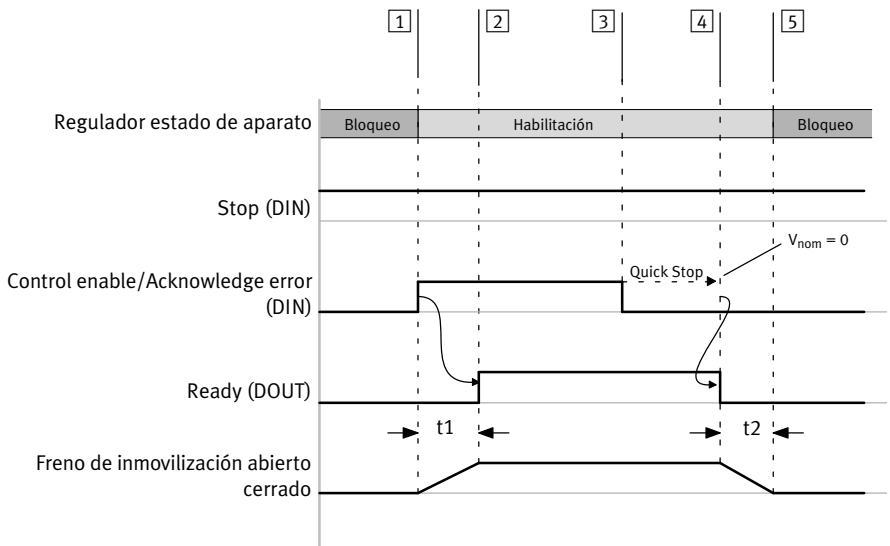 1 2 3 4 5
Regulador estado de aparato
Bloqueo
Habilitación
Bloqueo
Stop (DIN)
Vnom = 0
Quick Stop
Control enable/Acknowledge error
(DIN)
Ready (DOUT)
t1
t2
Freno de inmovilización abierto
cerrado